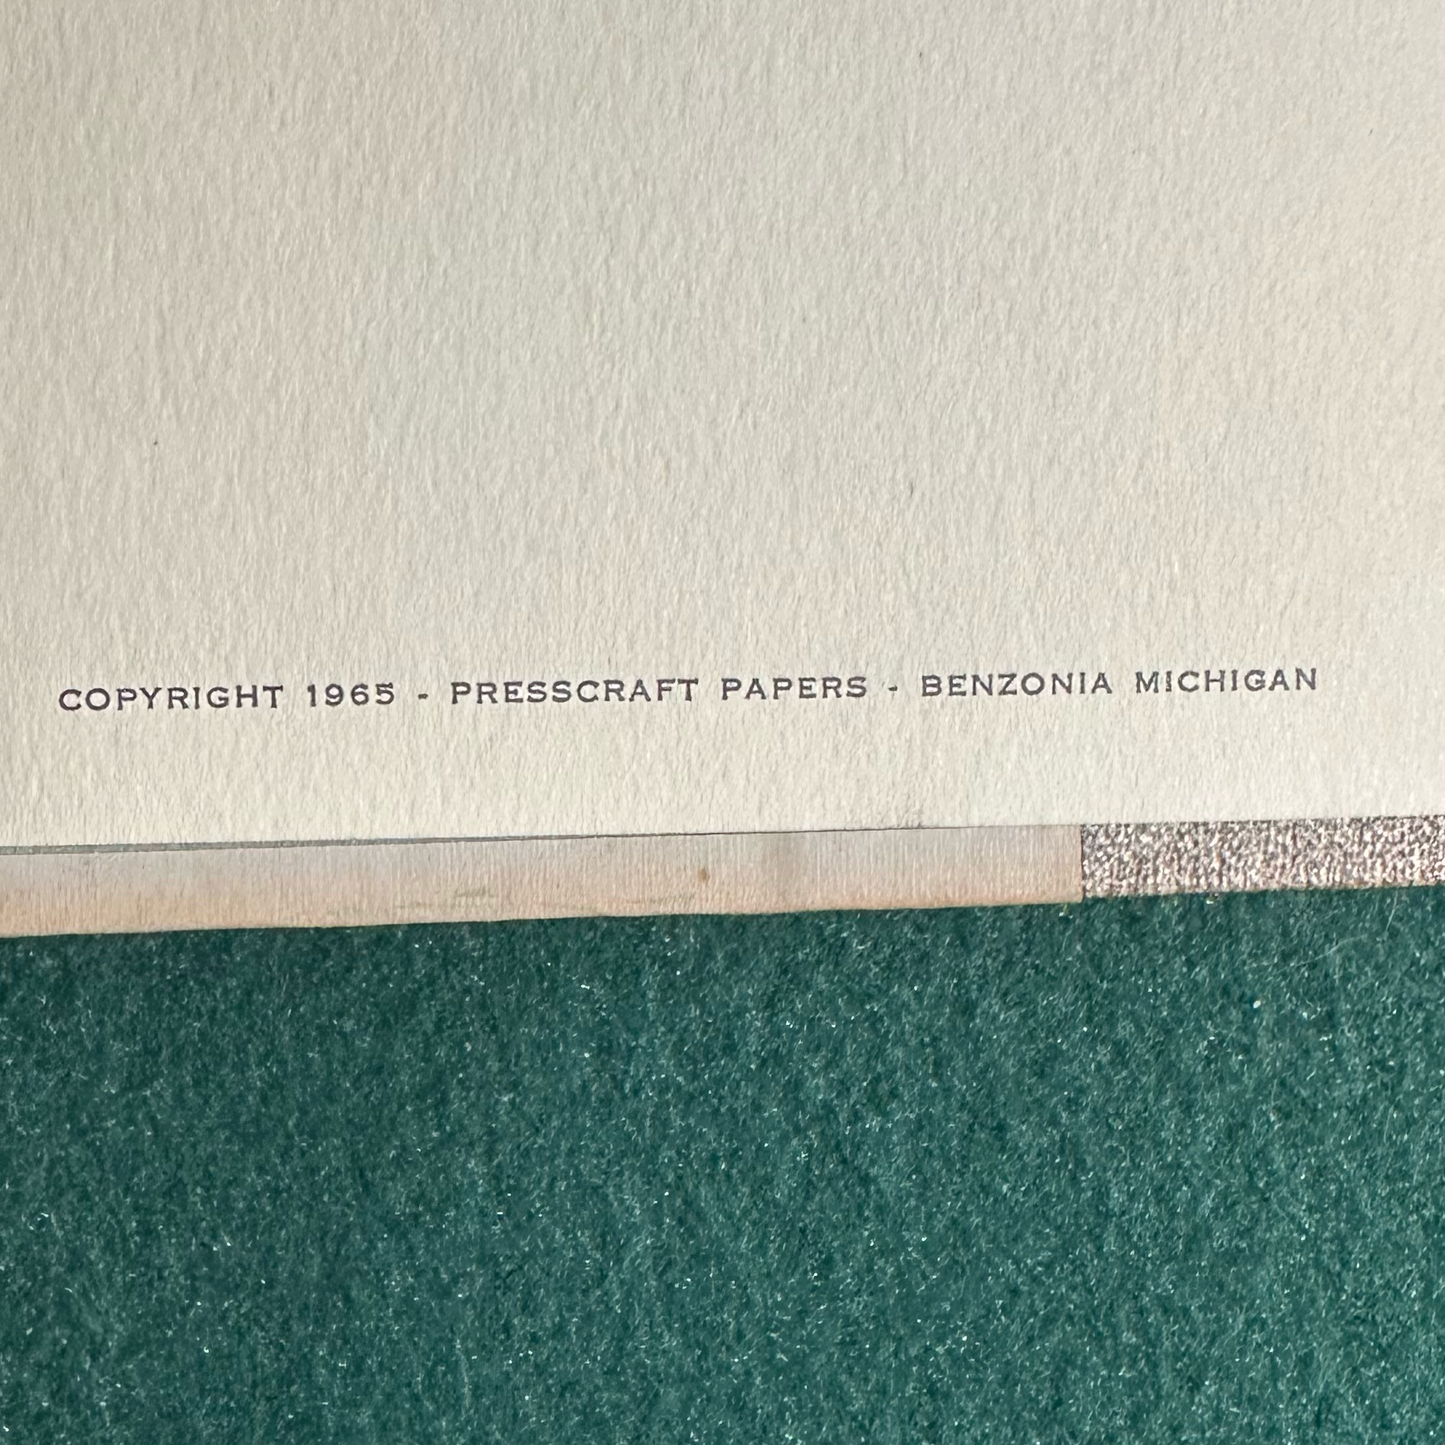 COPYRIGHT 1965 - PRESSCRAFT PAPERS - BENZONIA MICHIGAN